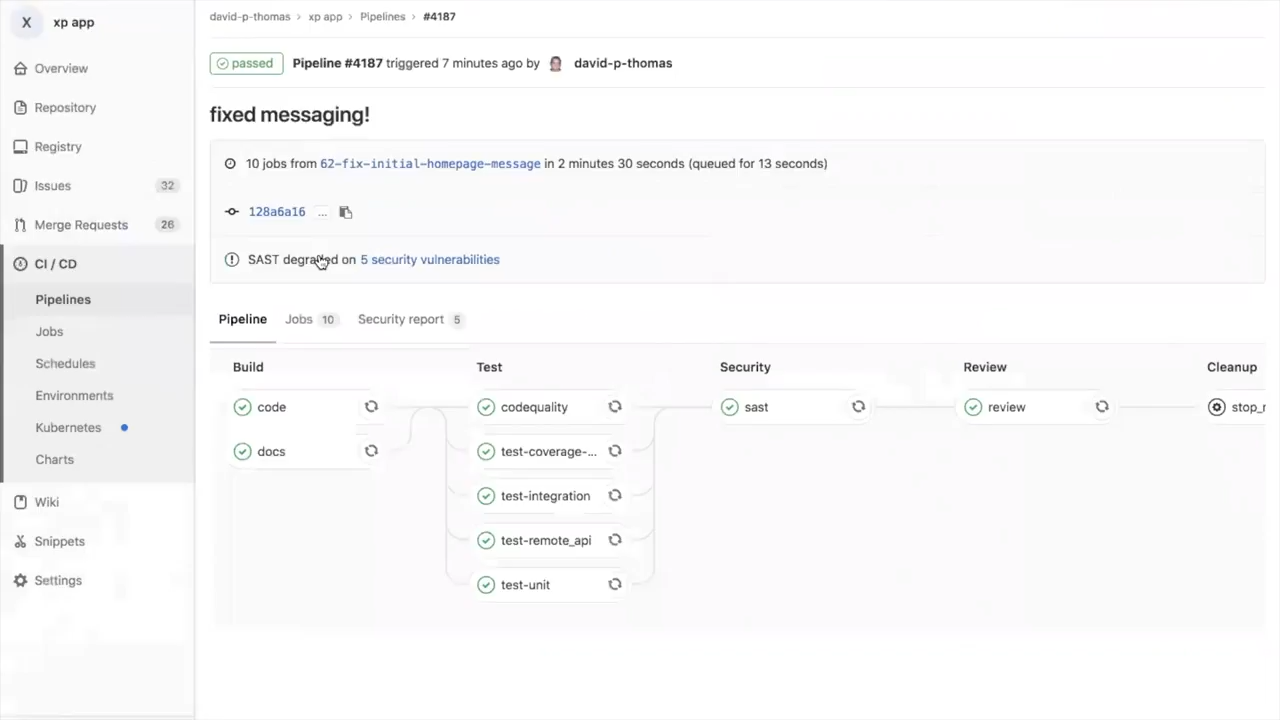 X xp app
Overview
Repository
Registry
Issues 32
Merge Requests 26
CI / CD
Pipelines
Jobs
Schedules
Environments
Kubernetes
Charts
Wiki
Snippets
Settings
david-p-thomas › xp app › Pipelines › #4187
passed Pipeline #4187 triggered 7 minutes ago by david-p-thomas
fixed messaging!
10 jobs from 62-fix-initial-homepage-message in 2 minutes 30 seconds (queued for 13 seconds)
128a6a16 ...
SAST degraded on 5 security vulnerabilities
Pipeline Jobs 10 Security report 5
Build Test Security Review Cleanup
code codequality sast review stop_r
docs test-coverage-...
test-integration
test-remote_api
test-unit